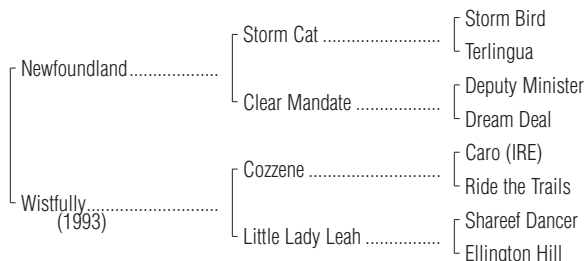 Storm Bird
Storm Cat ..........................
Terlingua
Newfoundland...................
Deputy Minister
Clear Mandate ..................
Dream Deal
Caro (IRE)
Cozzene .............................
Ride the Trails
Wistfully............................
(1993)
Shareef Dancer
Little Lady Leah ................
Ellington Hill